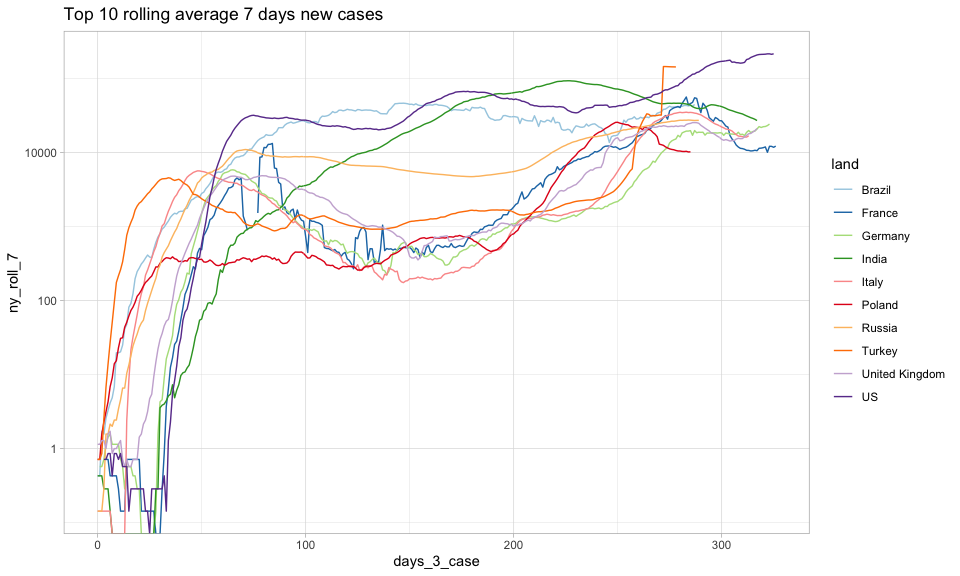 Top 10 rolling average 7 days new cases
ny_roll_7
10000
100
1
0
100
200
300
days_3_case
land
Brazil
France
Germany
India
Italy
Poland
Russia
Turkey
United Kingdom
US